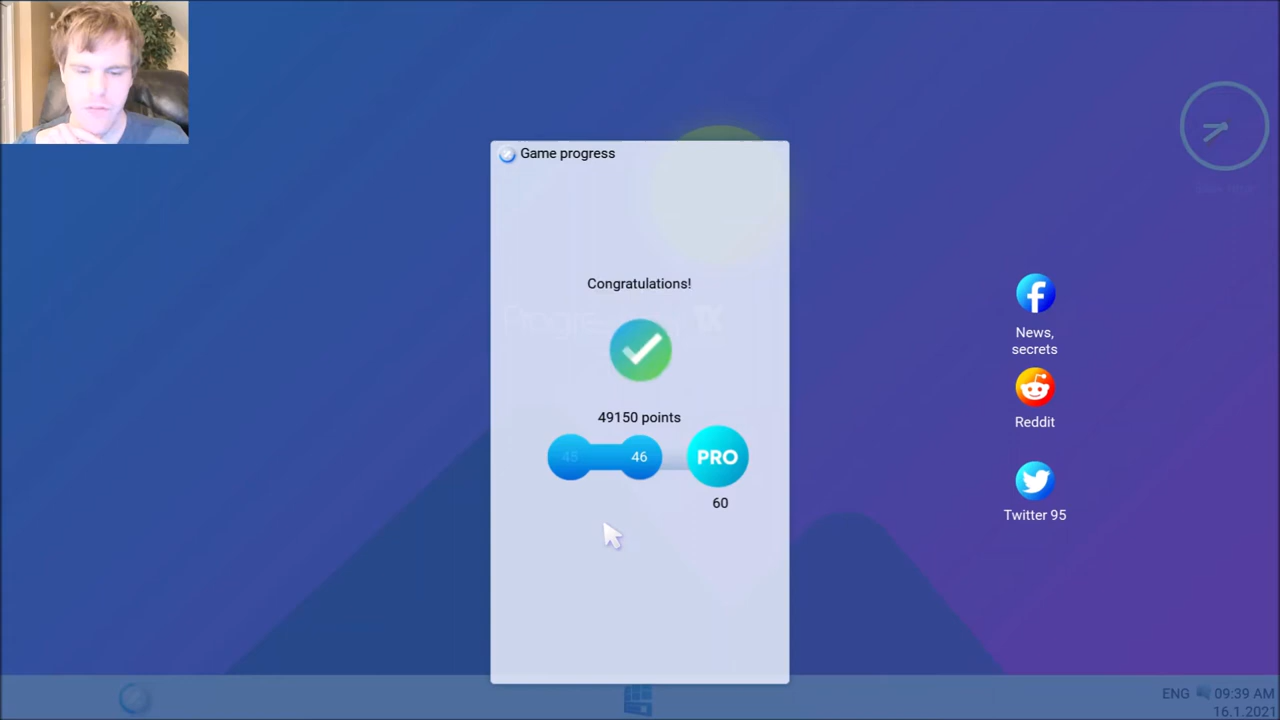 Game progress
Congratulations!
49150 points
45
46
PRO
60
News,
secrets
Reddit
Twitter 95
ENG
09:39 AM
16.1.2021